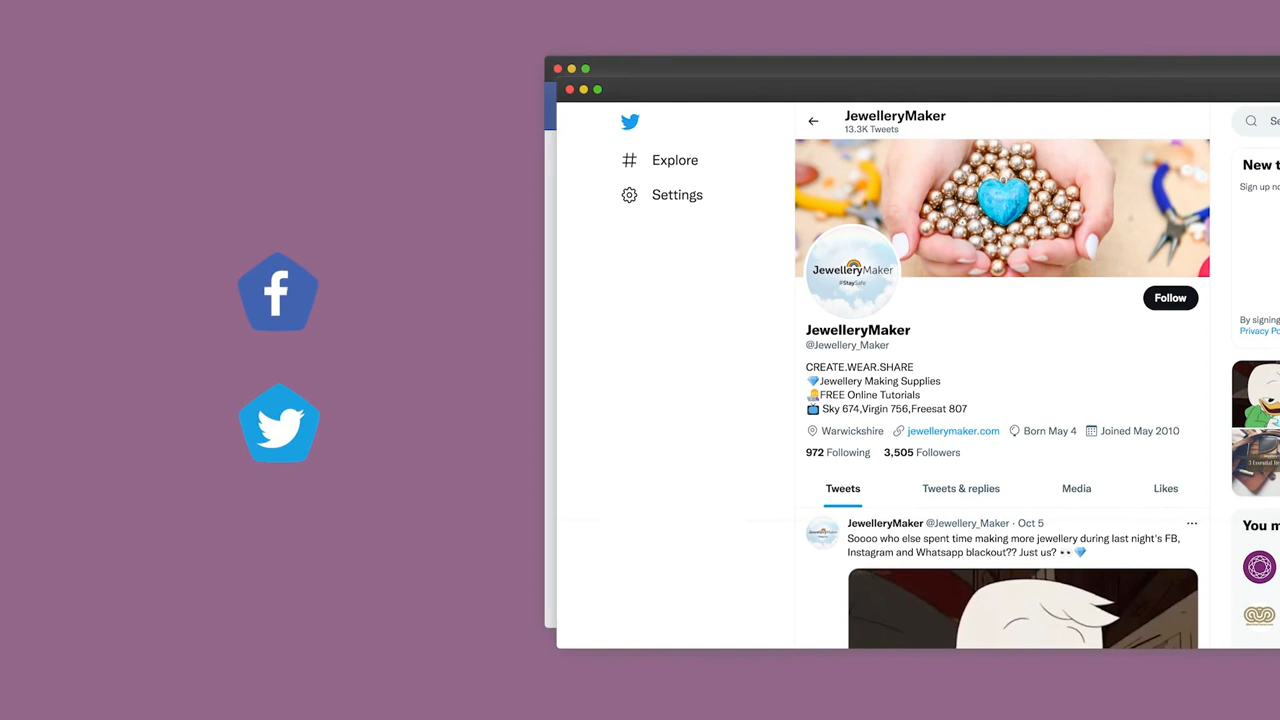 JewelleryMaker
13.3K Tweets
Explore
Settings
JewelleryMaker
#StaySafe
Follow
JewelleryMaker
@Jewellery_Maker
CREATE.WEAR.SHARE
Jewellery Making Supplies
FREE Online Tutorials
Sky 674,Virgin 756,Freesat 807
Warwickshire jewellerymaker.com Born May 4 Joined May 2010
972 Following 3,505 Followers
Tweets Tweets & replies Media Likes
JewelleryMaker @Jewellery_Maker · Oct 5
Soooo who else spent time making more jewellery during last night's FB,
Instagram and Whatsapp blackout?? Just us?
Se
New t
Sign up no
By signing
Privacy Po
You m